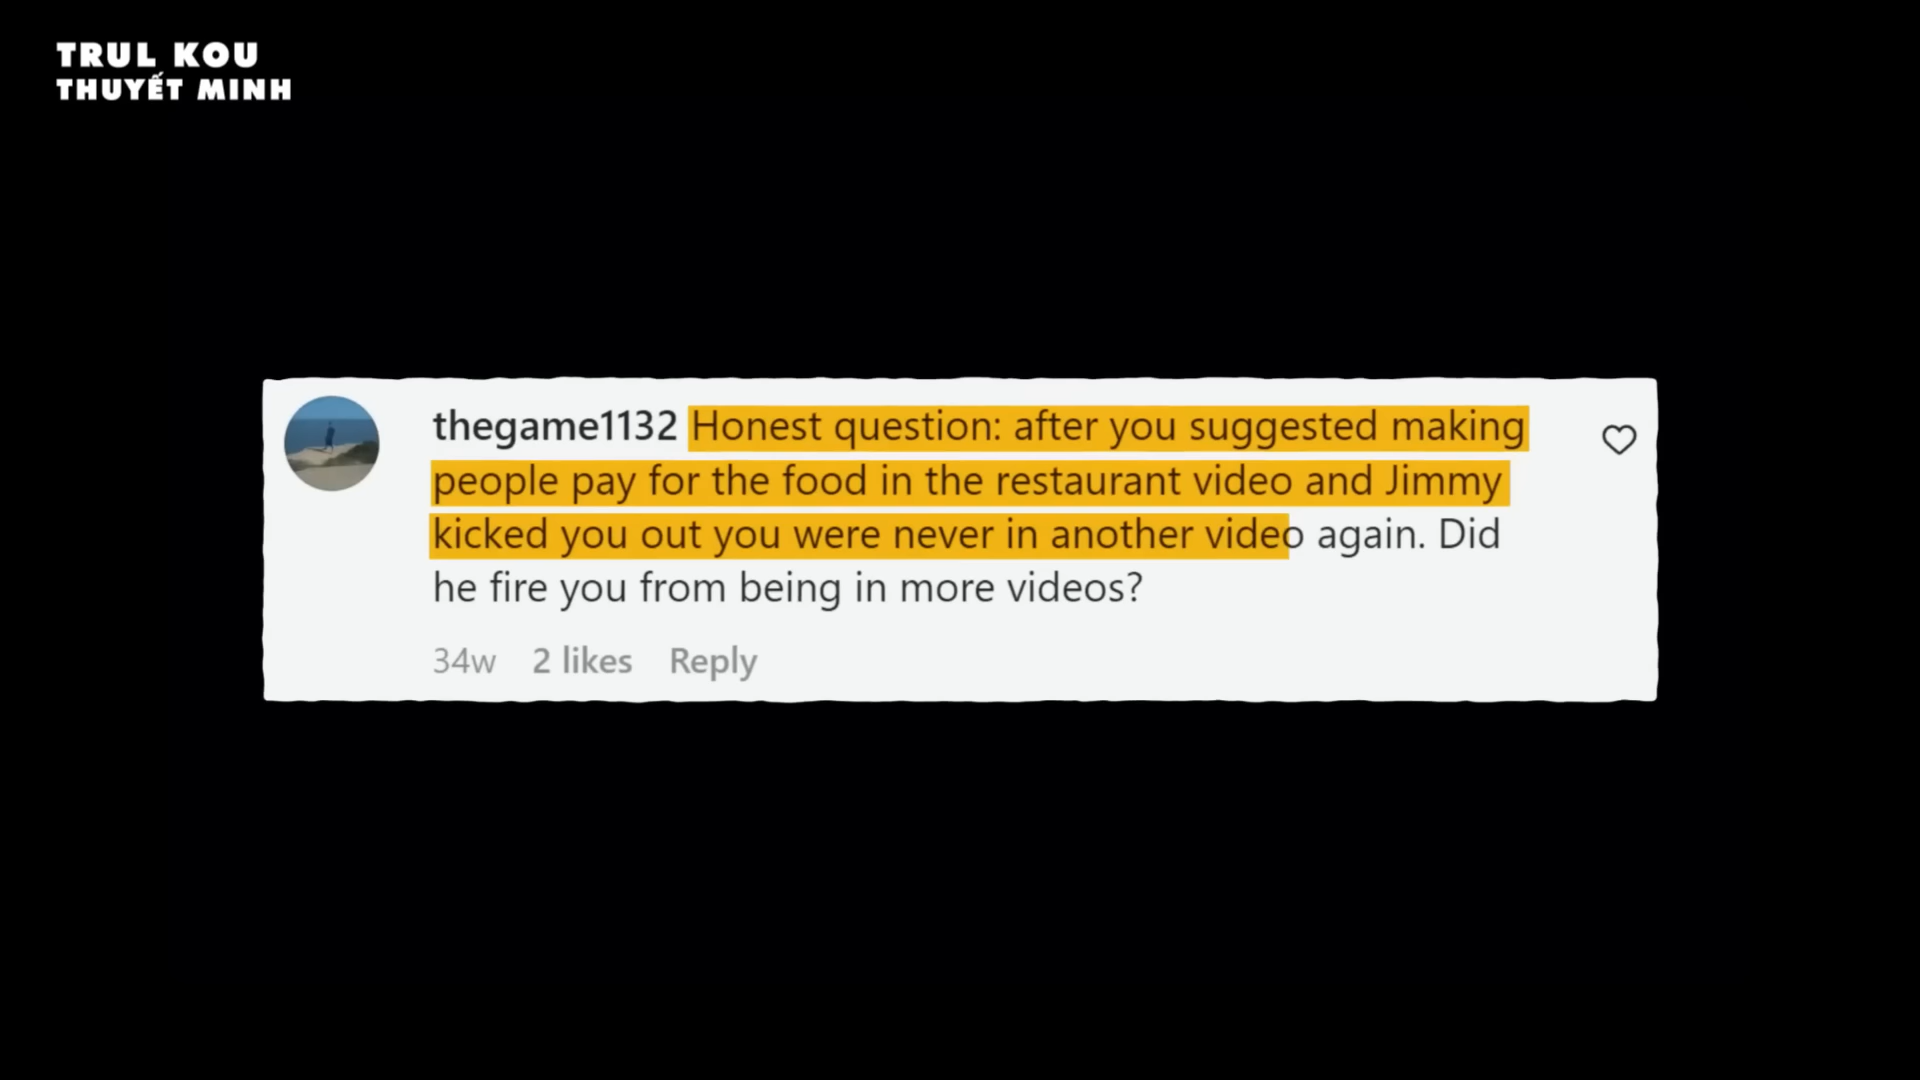 TRUL KOU
THUYẾT MINH
thegame1132 Honest question: after you suggested making
people pay for the food in the restaurant video and Jimmy
kicked you out you were never in another video again. Did
he fire you from being in more videos?
34w 2 likes Reply